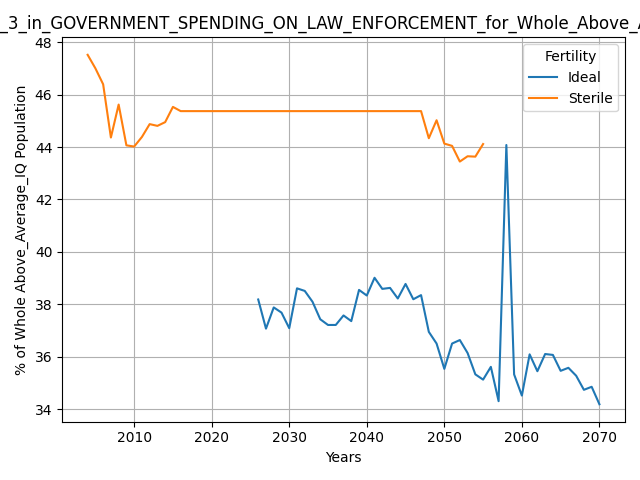 _3_in_GOVERNMENT_SPENDING_ON_LAW_ENFORCEMENT_for_Whole_Above_
Fertility
Ideal
Sterile
% of Whole Above_Average_IQ Population
48
46
44
42
40
38
36
34
2010
2020
2030
2040
2050
2060
2070
Years